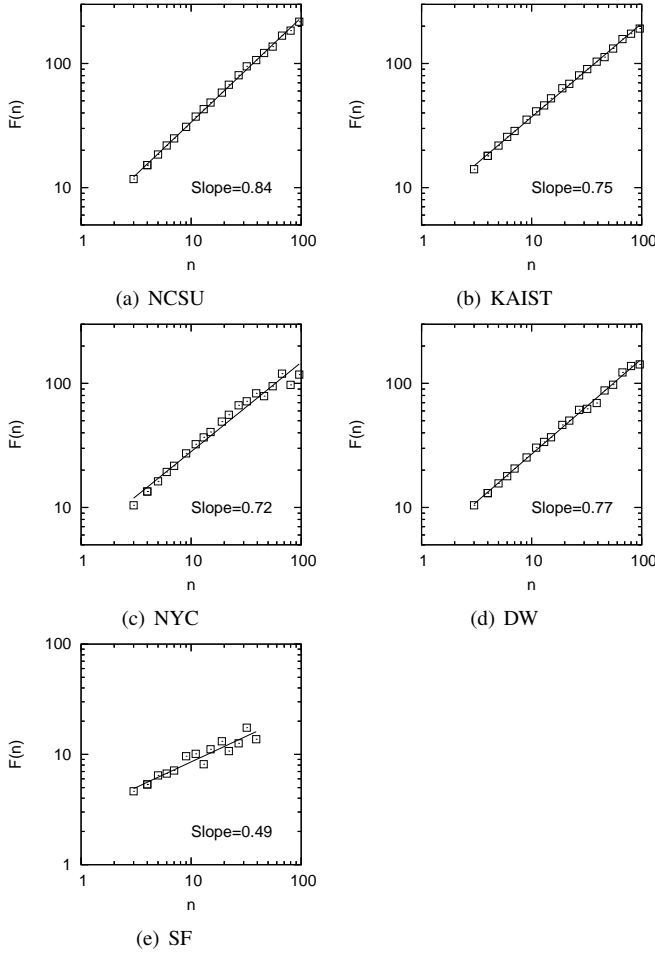 100
10
F(n)
Slope=0.84
1 10 100
n
(a) NCSU
100
10
F(n)
Slope=0.75
1 10 100
n
(b) KAIST
100
10
F(n)
Slope=0.72
1 10 100
n
(c) NYC
100
10
F(n)
Slope=0.77
1 10 100
n
(d) DW
100
10
1
F(n)
Slope=0.49
1 10 100
n
(e) SF